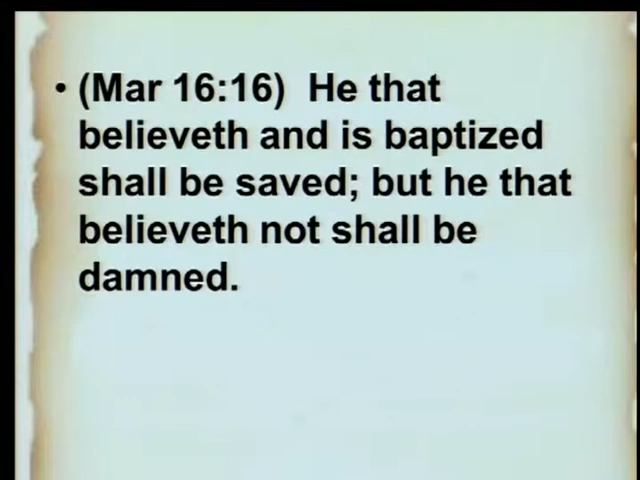 • (Mar 16:16)  He that
believeth and is baptized
shall be saved; but he that
believeth not shall be
damned.